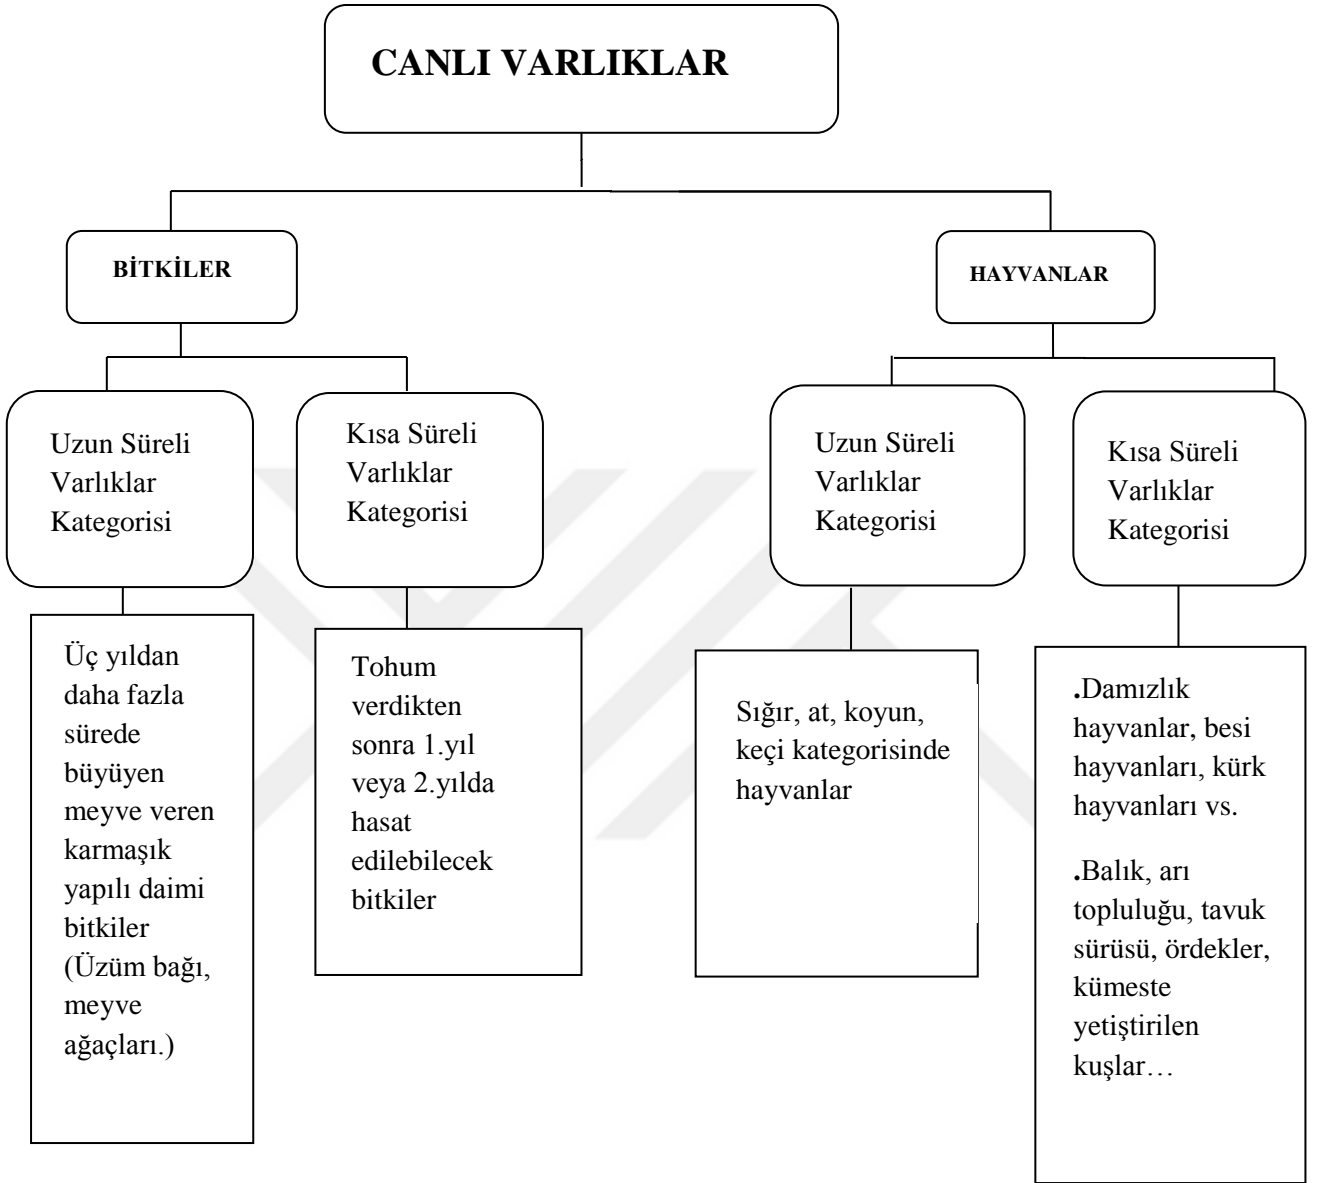 CANLI VARLIKLAR
BİTKİLER
HAYVANLAR
Uzun Süreli
Varlıklar
Kategorisi
Kısa Süreli
Varlıklar
Kategorisi
Uzun Süreli
Varlıklar
Kategorisi
Kısa Süreli
Varlıklar
Kategorisi
Üç yıldan
daha fazla
sürede
büyüyen
meyve veren
karmaşık
yapılı daimi
bitkiler
(Üzüm bağı,
meyve
ağaçları.)
Tohum
verdikten
sonra 1.yıl
veya 2.yılda
hasat
edilebilecek
bitkiler
Sığır, at, koyun,
keçi kategorisinde
hayvanlar
.Damızlık
hayvanlar, besi
hayvanları, kürk
hayvanları vs.
.Balık, arı
topluluğu, tavuk
sürüsü, ördekler,
kümeste
yetiştirilen
kuşlar…